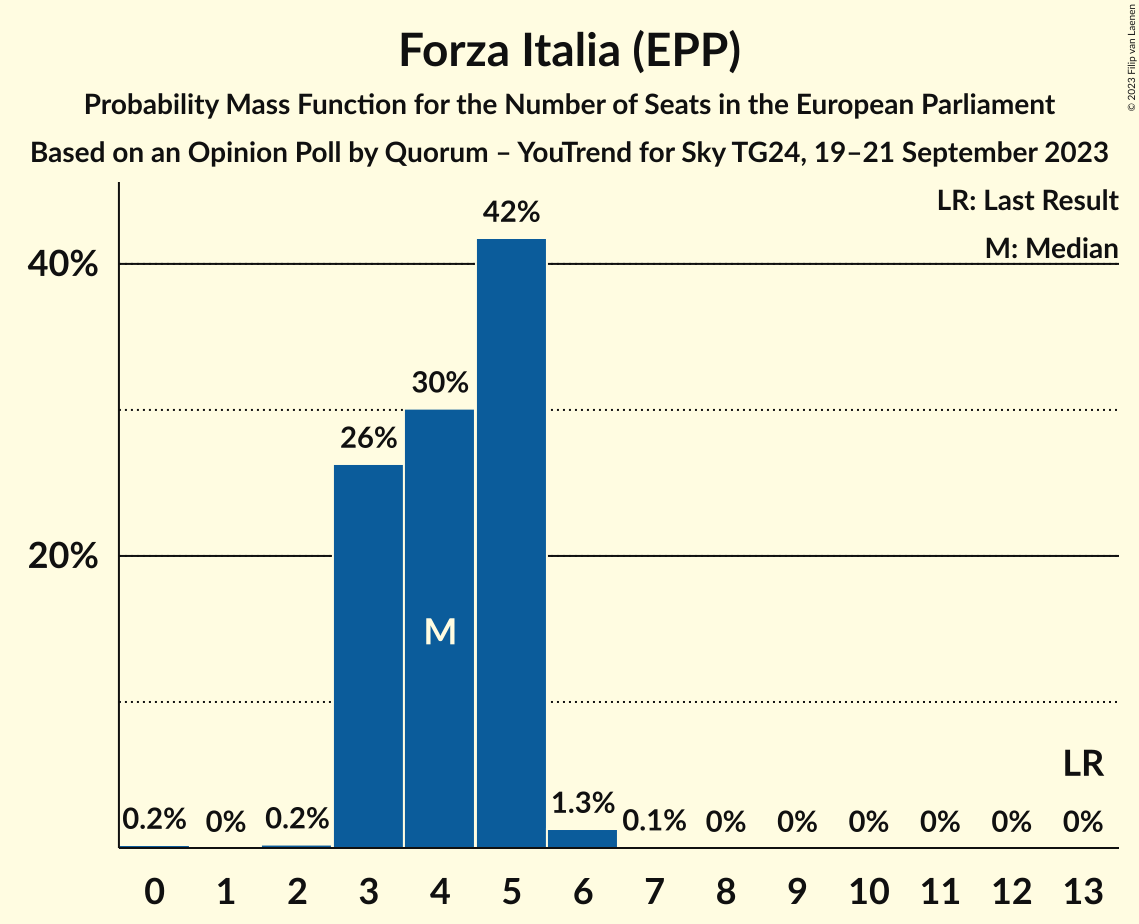 Forza Italia (EPP)
Probability Mass Function for the Number of Seats in the European Parliament
Based on an Opinion Poll by Quorum – YouTrend for Sky TG24, 19–21 September 2023
© 2023 Filip van Laenen
LR: Last Result
M: Median
40%
20%
0.2%
0%
0.2%
26%
30%
42%
1.3%
0.1%
0%
0%
0%
0%
0%
0%
M
LR
0 1 2 3 4 5 6 7 8 9 10 11 12 13